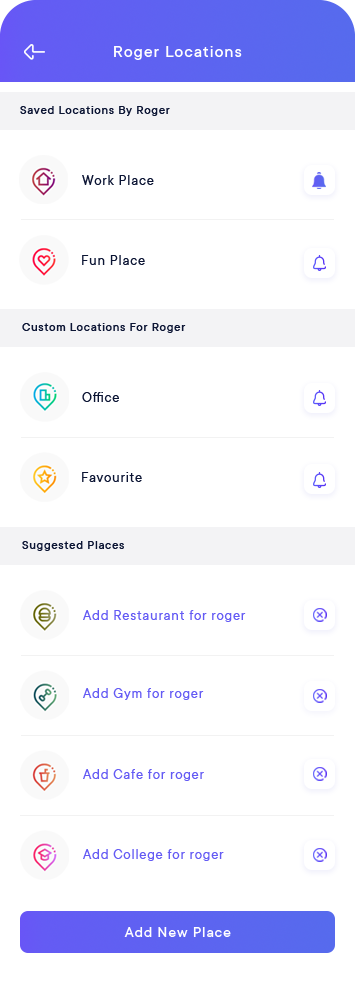 Roger Locations
Saved Locations By Roger
Work Place
Fun Place
Custom Locations For Roger
Office
Favourite
Suggested Places
Add Restaurant for roger
Add Gym for roger
Add Cafe for roger
Add College for roger
Add New Place